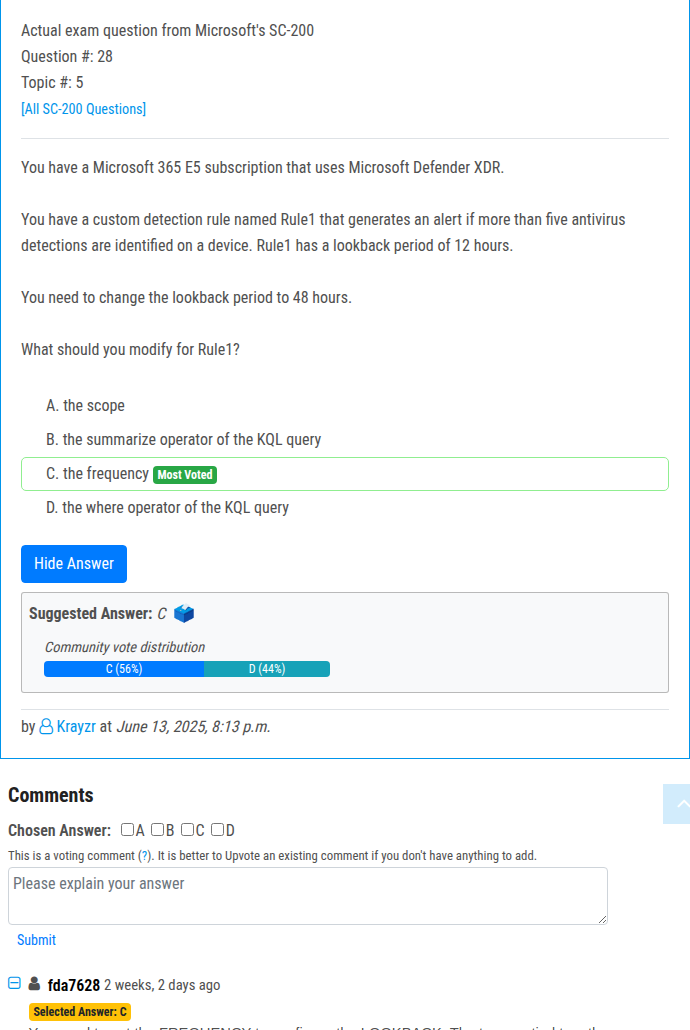 Actual exam question from Microsoft's SC-200
Question #: 28
Topic #: 5
[All SC-200 Questions]
You have a Microsoft 365 E5 subscription that uses Microsoft Defender XDR.
You have a custom detection rule named Rule1 that generates an alert if more than five antivirus
detections are identified on a device. Rule1 has a lookback period of 12 hours.
You need to change the lookback period to 48 hours.
What should you modify for Rule1?
A. the scope
B. the summarize operator of the KQL query
C. the frequency Most Voted
D. the where operator of the KQL query
Hide Answer
Suggested Answer: C
Community vote distribution
C (56%) D (44%)
by Krayzr at June 13, 2025, 8:13 p.m.
Comments
Chosen Answer: A B C D
This is a voting comment (?). It is better to Upvote an existing comment if you don't have anything to add.
Please explain your answer
Submit
fda7628 2 weeks, 2 days ago
Selected Answer: C